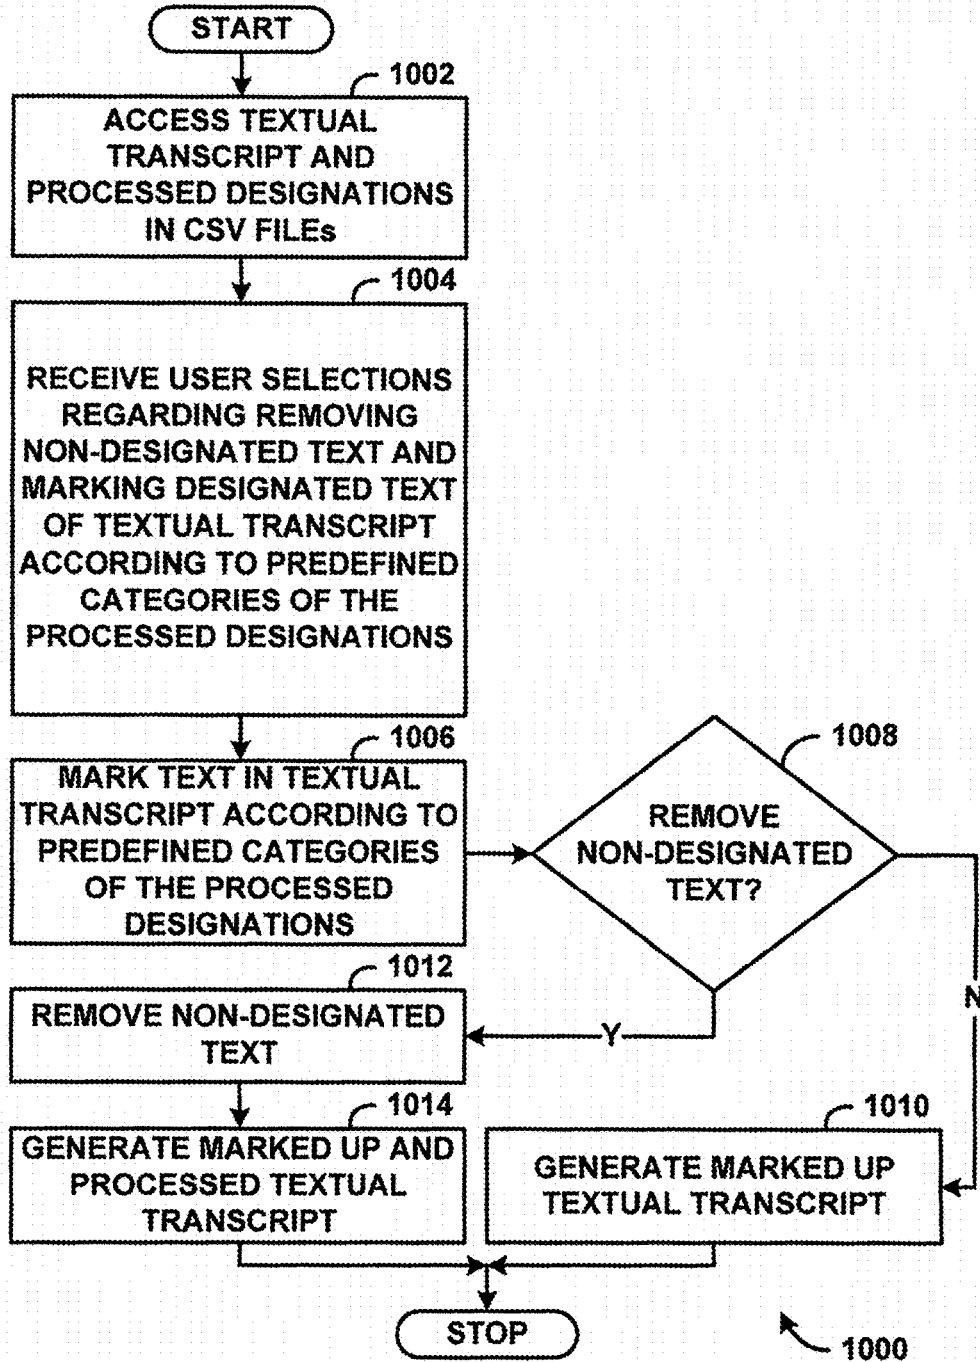 START
1002
ACCESS TEXTUAL
TRANSCRIPT AND
PROCESSED DESIGNATIONS
IN CSV FILEs
1004
RECEIVE USER SELECTIONS
REGARDING REMOVING
NON-DESIGNATED TEXT AND
MARKING DESIGNATED TEXT
OF TEXTUAL TRANSCRIPT
ACCORDING TO PREDEFINED
CATEGORIES OF THE
PROCESSED DESIGNATIONS
1006
MARK TEXT IN TEXTUAL
TRANSCRIPT ACCORDING TO
PREDEFINED CATEGORIES
OF THE PROCESSED
DESIGNATIONS
1008
REMOVE
NON-DESIGNATED
TEXT?
N
Y
1012
REMOVE NON-DESIGNATED
TEXT
1014
GENERATE MARKED UP AND
PROCESSED TEXTUAL
TRANSCRIPT
1010
GENERATE MARKED UP
TEXTUAL TRANSCRIPT
STOP
1000